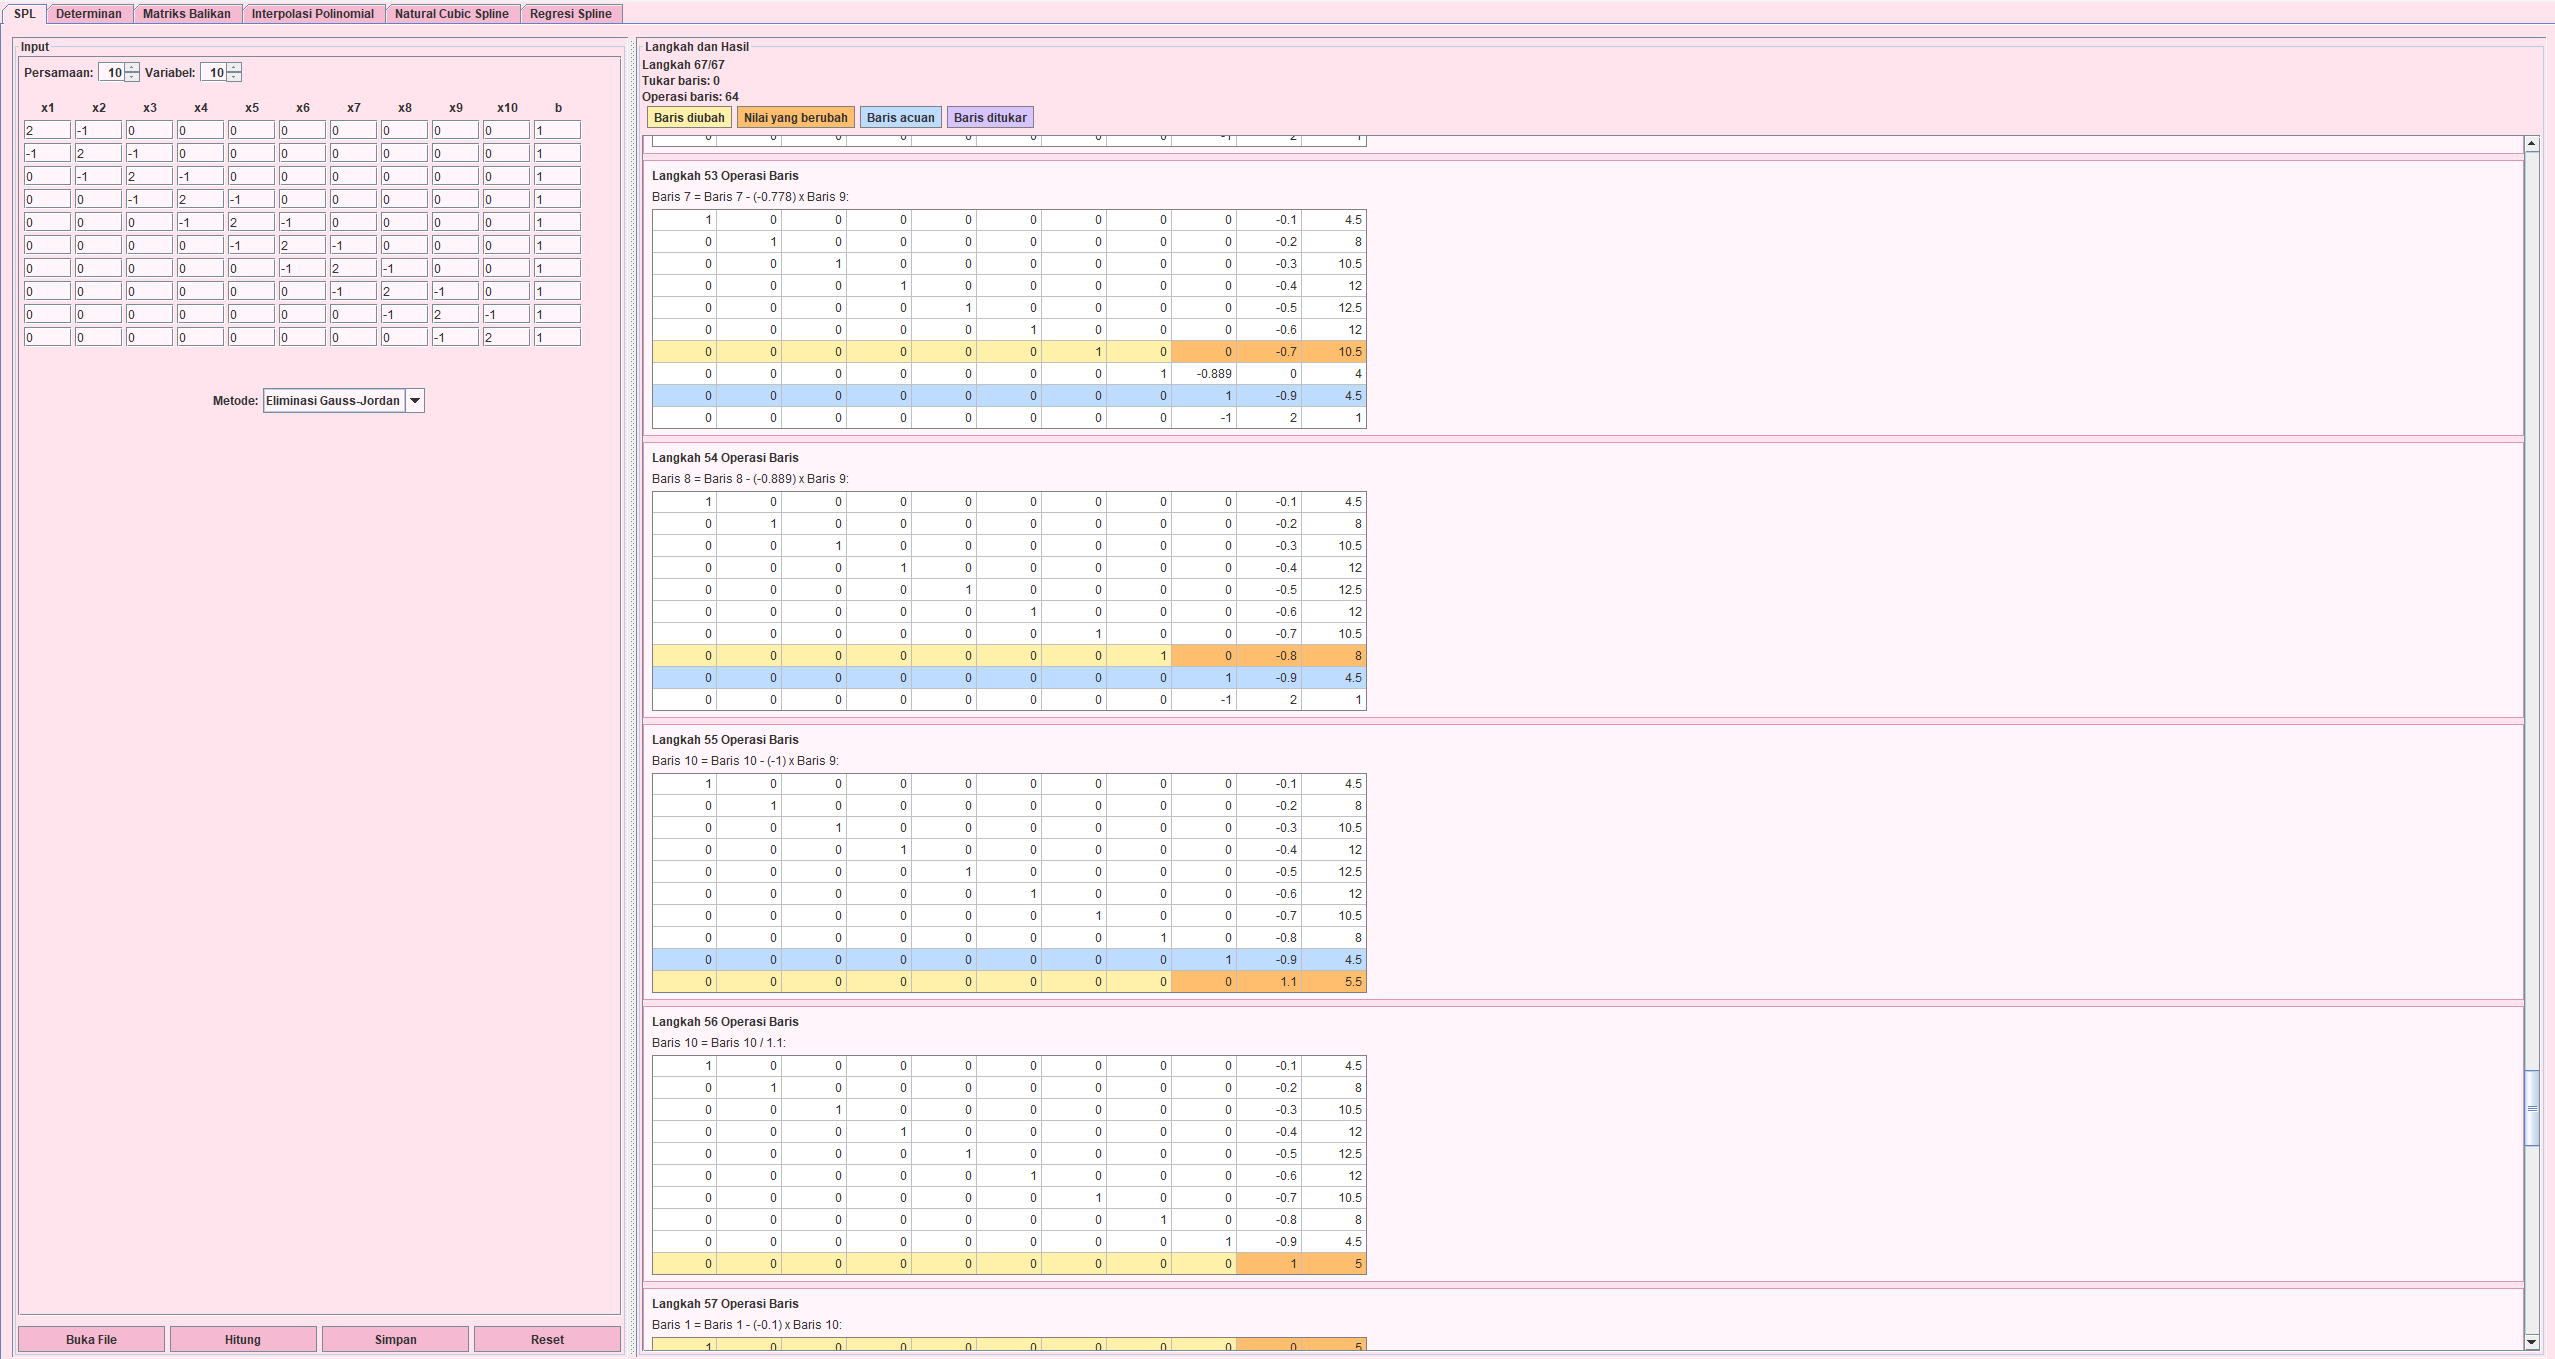 SPL Determinan Matriks Balikan Interpolasi Polinomial Natural Cubic Spline Regresi Spline
Input
Persamaan: 10 Variabel: 10
x1 x2 x3 x4 x5 x6 x7 x8 x9 x10 b
2 -1 0 0 0 0 0 0 0 0 1
-1 2 -1 0 0 0 0 0 0 0 1
0 -1 2 -1 0 0 0 0 0 0 1
0 0 -1 2 -1 0 0 0 0 0 1
0 0 0 -1 2 -1 0 0 0 0 1
0 0 0 0 -1 2 -1 0 0 0 1
0 0 0 0 0 -1 2 -1 0 0 1
0 0 0 0 0 0 -1 2 -1 0 1
0 0 0 0 0 0 0 -1 2 -1 1
0 0 0 0 0 0 0 0 -1 2 1
Metode: Eliminasi Gauss-Jordan
Buka File Hitung Simpan Reset
Langkah dan Hasil
Langkah 67/67
Tukar baris: 0
Operasi baris: 64
Baris diubah Nilai yang berubah Baris acuan Baris ditukar
0 0 0 0 0 0 0 0 -1 2 1
Langkah 53 Operasi Baris
Baris 7 = Baris 7 - (-0.778) x Baris 9:
1 0 0 0 0 0 0 0 0 -0.1 4.5
0 1 0 0 0 0 0 0 0 -0.2 8
0 0 1 0 0 0 0 0 0 -0.3 10.5
0 0 0 1 0 0 0 0 0 -0.4 12
0 0 0 0 1 0 0 0 0 -0.5 12.5
0 0 0 0 0 1 0 0 0 -0.6 12
0 0 0 0 0 0 1 0 0 -0.7 10.5
0 0 0 0 0 0 0 1 -0.889 0 4
0 0 0 0 0 0 0 0 1 -0.9 4.5
0 0 0 0 0 0 0 0 -1 2 1
Langkah 54 Operasi Baris
Baris 8 = Baris 8 - (-0.889) x Baris 9:
1 0 0 0 0 0 0 0 0 -0.1 4.5
0 1 0 0 0 0 0 0 0 -0.2 8
0 0 1 0 0 0 0 0 0 -0.3 10.5
0 0 0 1 0 0 0 0 0 -0.4 12
0 0 0 0 1 0 0 0 0 -0.5 12.5
0 0 0 0 0 1 0 0 0 -0.6 12
0 0 0 0 0 0 1 0 0 -0.7 10.5
0 0 0 0 0 0 0 1 0 -0.8 8
0 0 0 0 0 0 0 0 1 -0.9 4.5
0 0 0 0 0 0 0 0 -1 2 1
Langkah 55 Operasi Baris
Baris 10 = Baris 10 - (-1) x Baris 9:
1 0 0 0 0 0 0 0 0 -0.1 4.5
0 1 0 0 0 0 0 0 0 -0.2 8
0 0 1 0 0 0 0 0 0 -0.3 10.5
0 0 0 1 0 0 0 0 0 -0.4 12
0 0 0 0 1 0 0 0 0 -0.5 12.5
0 0 0 0 0 1 0 0 0 -0.6 12
0 0 0 0 0 0 1 0 0 -0.7 10.5
0 0 0 0 0 0 0 1 0 -0.8 8
0 0 0 0 0 0 0 0 1 -0.9 4.5
0 0 0 0 0 0 0 0 0 1.1 5.5
Langkah 56 Operasi Baris
Baris 10 = Baris 10 / 1.1:
1 0 0 0 0 0 0 0 0 -0.1 4.5
0 1 0 0 0 0 0 0 0 -0.2 8
0 0 1 0 0 0 0 0 0 -0.3 10.5
0 0 0 1 0 0 0 0 0 -0.4 12
0 0 0 0 1 0 0 0 0 -0.5 12.5
0 0 0 0 0 1 0 0 0 -0.6 12
0 0 0 0 0 0 1 0 0 -0.7 10.5
0 0 0 0 0 0 0 1 0 -0.8 8
0 0 0 0 0 0 0 0 1 -0.9 4.5
0 0 0 0 0 0 0 0 0 1 5
Langkah 57 Operasi Baris
Baris 1 = Baris 1 - (-0.1) x Baris 10:
1 0 0 0 0 0 0 0 0 0 5